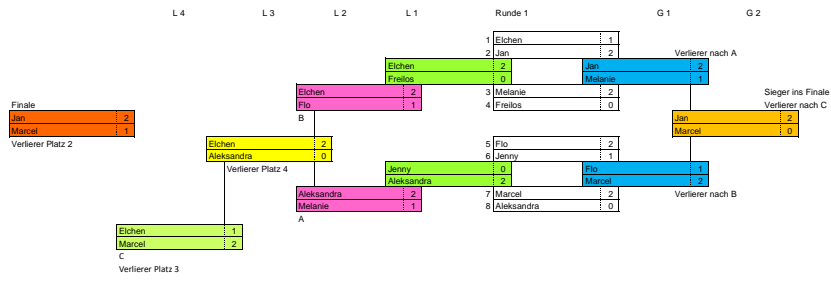 L 4 L 3 L 2 L 1 Runde 1 G 1 G 2
1 Elchen 1
2 Jan 2 Verlierer nach A
Elchen 2 Jan 2
Freilos 0 Melanie 1
Elchen 2 3 Melanie 2 Sieger ins Finale
Finale Flo 1 4 Freilos 0 Verlierer nach C
Jan 2 B Jan 2
Marcel 1 Marcel 0
Verlierer Platz 2 Elchen 2 5 Flo 2
Aleksandra 0 6 Jenny 1
Verlierer Platz 4 Jenny 0 Flo 1
Aleksandra 2 Marcel 2
Aleksandra 2 7 Marcel 2 Verlierer nach B
Melanie 1 8 Aleksandra 0
A
Elchen 1
Marcel 2
C
Verlierer Platz 3